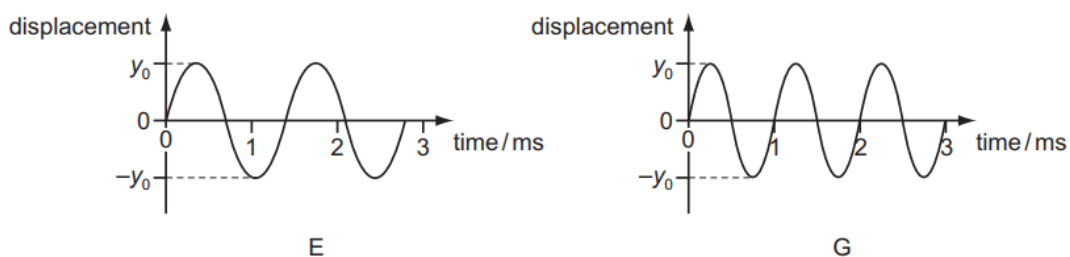 displacement displacement
y₀ y₀
0 0
0 1 2 3 time / ms 0 1 2 3 time / ms
–y₀ –y₀
E G